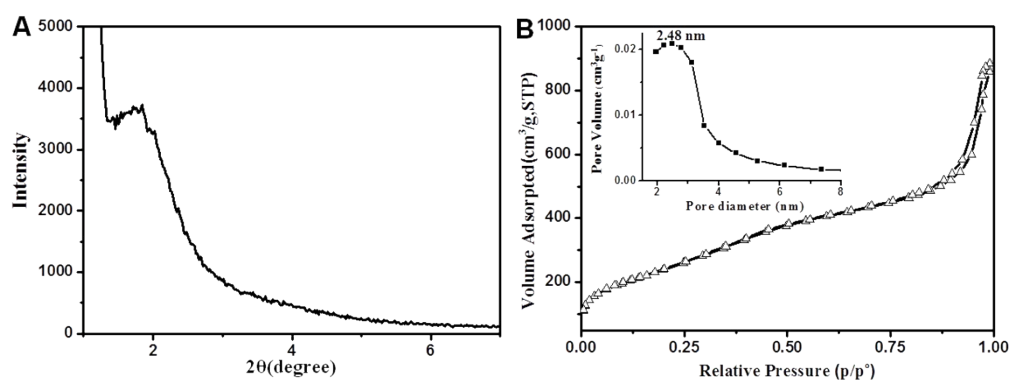 A
5000
4000
3000
2000
1000
0
Intensity
2
4
6
2θ(degree)
B
1000
800
600
400
200
Volume Adsorpted(cm³/g,STP)
0.00
0.25
0.50
0.75
1.00
Relative Pressure (p/p°)
2.48 nm
0.02
0.01
0.00
Pore Volume (cm³g⁻¹)
2
4
6
8
Pore diameter (nm)